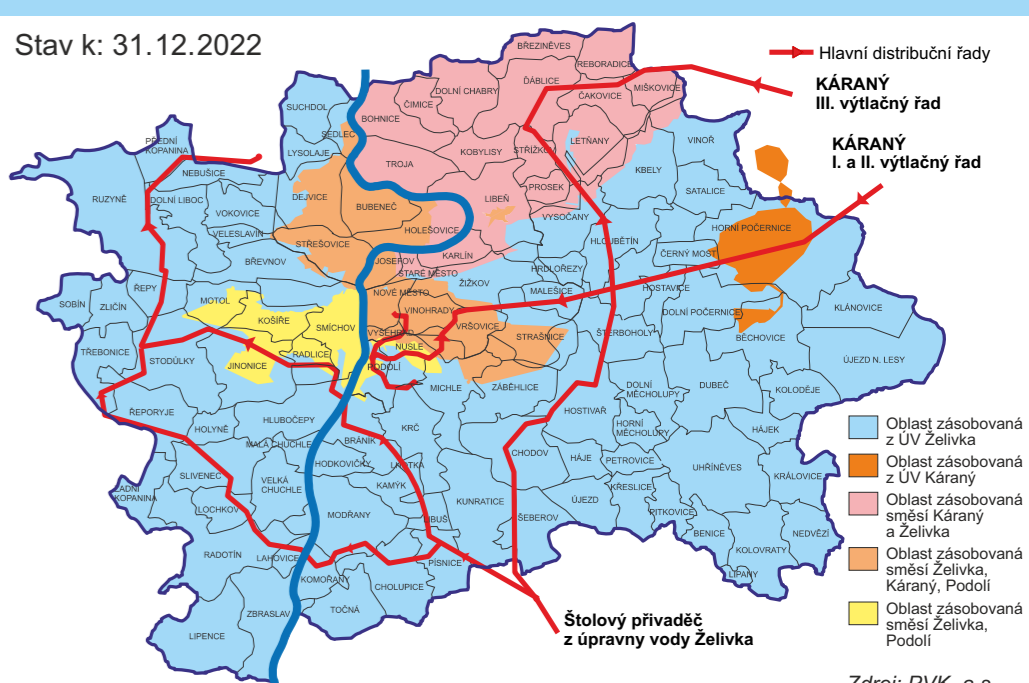 Stav k: 31.12.2022
Hlavní distribuční řady
KÁRANÝ
III. výtlačný řad
KÁRANÝ
I. a II. výtlačný řad
BŘEZINĚVES
REBORADICE
ĎÁBLICE
MIŠKOVICE
ČAKOVICE
DOLNÍ CHABRY
ČIMICE
BOHNICE
SUCHDOL
SEDLEC
LYSOLAJE
PŘEDNÍ
KOPANINA
NEBUŠICE
TROJA
KOBYLISY
STŘÍŽKOV
LETŇANY
VINOŘ
KBELY
PROSEK
SATALICE
RUZYNĚ
DOLNÍ LIBOC
DEJVICE
BUBENEČ
LIBEŇ
VYSOČANY
VOKOVICE
VELESLAVÍN
STŘEŠOVICE
HOLEŠOVICE
HLOUBĚTÍN
HORNÍ POČERNICE
BŘEVNOV
JOSEFOV
KARLÍN
ČERNÝ MOST
STARÉ MĚSTO
ŽIŽKOV
HRDLOŘEZY
MALEŠICE
HOSTAVICE
ŘEPY
SOBÍN
ZLIČÍN
MOTOL
NOVÉ MĚSTO
VINOHRADY
KLÁNOVICE
DOLNÍ POČERNICE
KOŠÍŘE
SMÍCHOV
VYŠEHRAD
VRŠOVICE
STRAŠNICE
ŠTĚRBOHOLY
BĚCHOVICE
TŘEBONICE
STODŮLKY
RADLICE
NUSLE
JINONICE
PODOLÍ
ÚJEZD N. LESY
MICHLE
ZÁBĚHLICE
DOLNÍ
MĚCHOLUPY
DUBEČ
KOLODĚJE
ŘEPORYJE
HLUBOČEPY
HOSTIVAŘ
HOLYNĚ
MALÁ CHUCHLE
BRÁNÍK
KRČ
HORNÍ
MĚCHOLUPY
HÁJEK
SLIVENEC
HODKOVIČKY
LHOTKA
CHODOV
HÁJE
PETROVICE
UHŘÍNĚVES
KRÁLOVICE
ZADNÍ
KOPANINA
VELKÁ
CHUCHLE
KAMÝK
KUNRATICE
ÚJEZD
KŘESLICE
LOCHKOV
MODŘANY
LIBUŠ
ŠEBEROV
PITKOVICE
BENICE
NEDVĚZÍ
RADOTÍN
LAHOVICE
PÍSNICE
KOLOVRATY
LIPANY
KOMOŘANY
CHOLUPICE
TOČNÁ
ZBRASLAV
LIPENCE
Štolový přivaděč
z úpravny vody Želivka
Oblast zásobovaná
z ÚV Želivka
Oblast zásobovaná
z ÚV Káraný
Oblast zásobovaná
směsí Káraný
a Želivka
Oblast zásobovaná
směsí Želivka,
Káraný, Podolí
Oblast zásobovaná
směsí Želivka,
Podolí